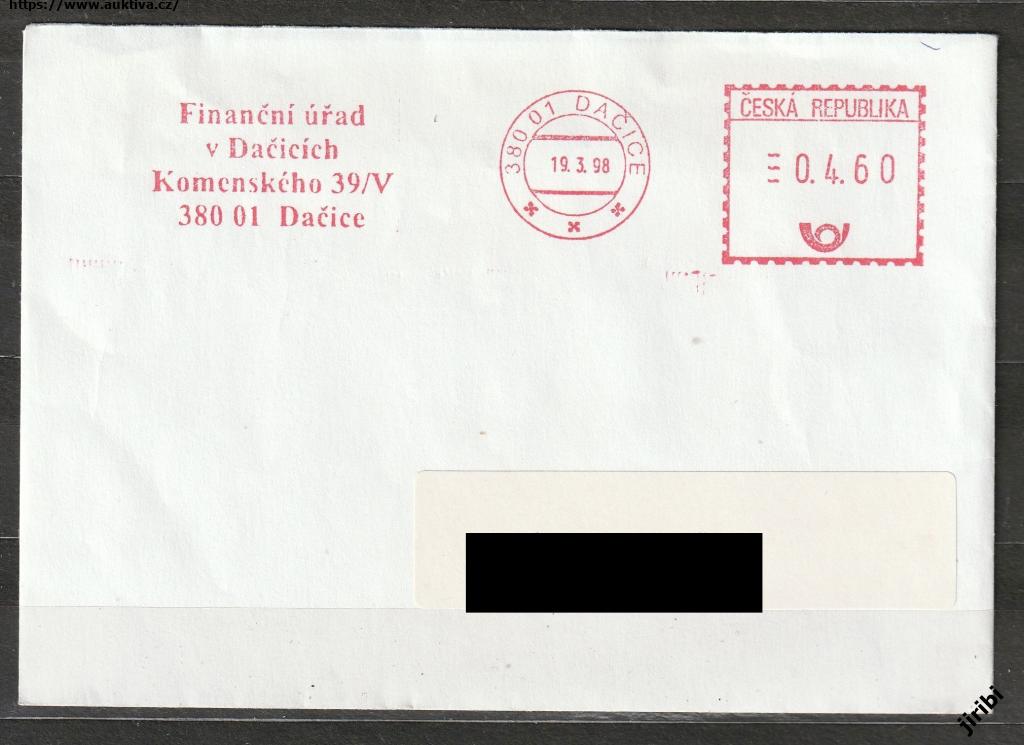 https://www.auktiva.cz/
Finanční úřad
v Dačicích
Komenského 39/V
380 01 Dačice
380 01 DAČICE
19. 3. 98
ČESKÁ REPUBLIKA
0.4.60
jiribi